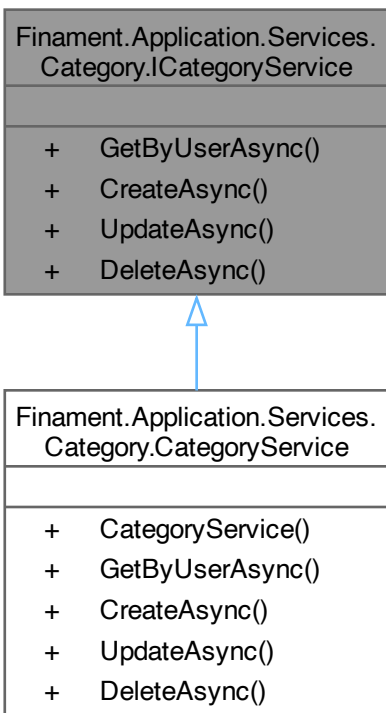 Finament.Application.Services.
Category.ICategoryService
+ GetByUserAsync()
+ CreateAsync()
+ UpdateAsync()
+ DeleteAsync()
Finament.Application.Services.
Category.CategoryService
+ CategoryService()
+ GetByUserAsync()
+ CreateAsync()
+ UpdateAsync()
+ DeleteAsync()